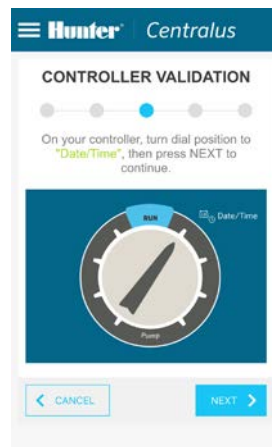 Hunter® Centralus
CONTROLLER VALIDATION
On your controller, turn dial position to
"Date/Time", then press NEXT to
continue.
RUN
Date/Time
Pump
CANCEL
NEXT